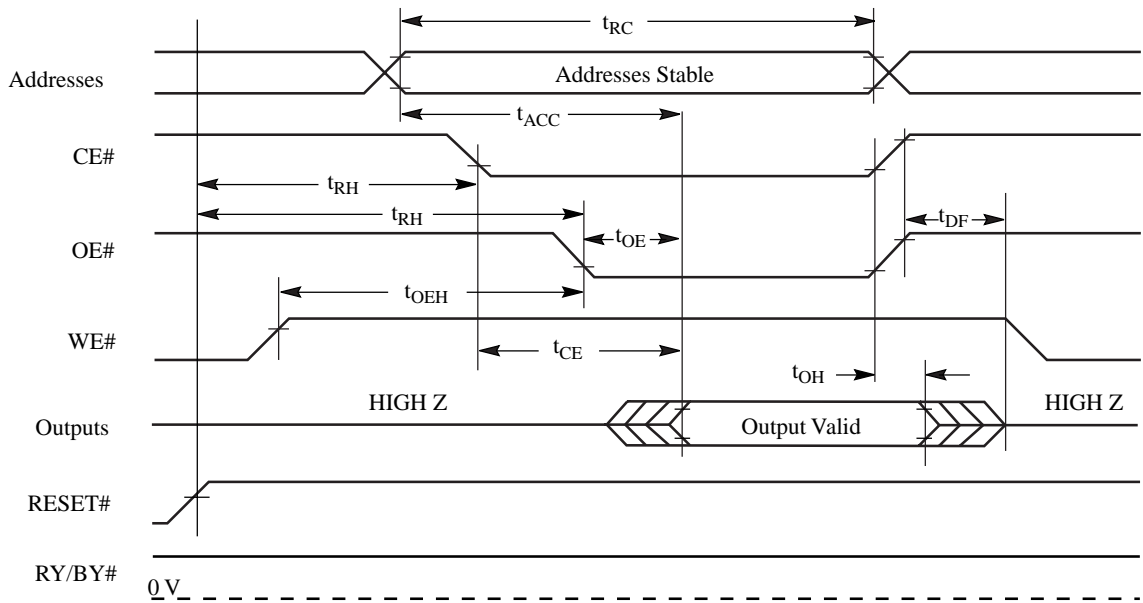 tRC
Addresses
Addresses Stable
tACC
CE#
tRH
tRH
tDF
tOE
OE#
tOEH
WE#
tCE
tOH
HIGH Z
HIGH Z
Outputs
Output Valid
RESET#
RY/BY#
0 V